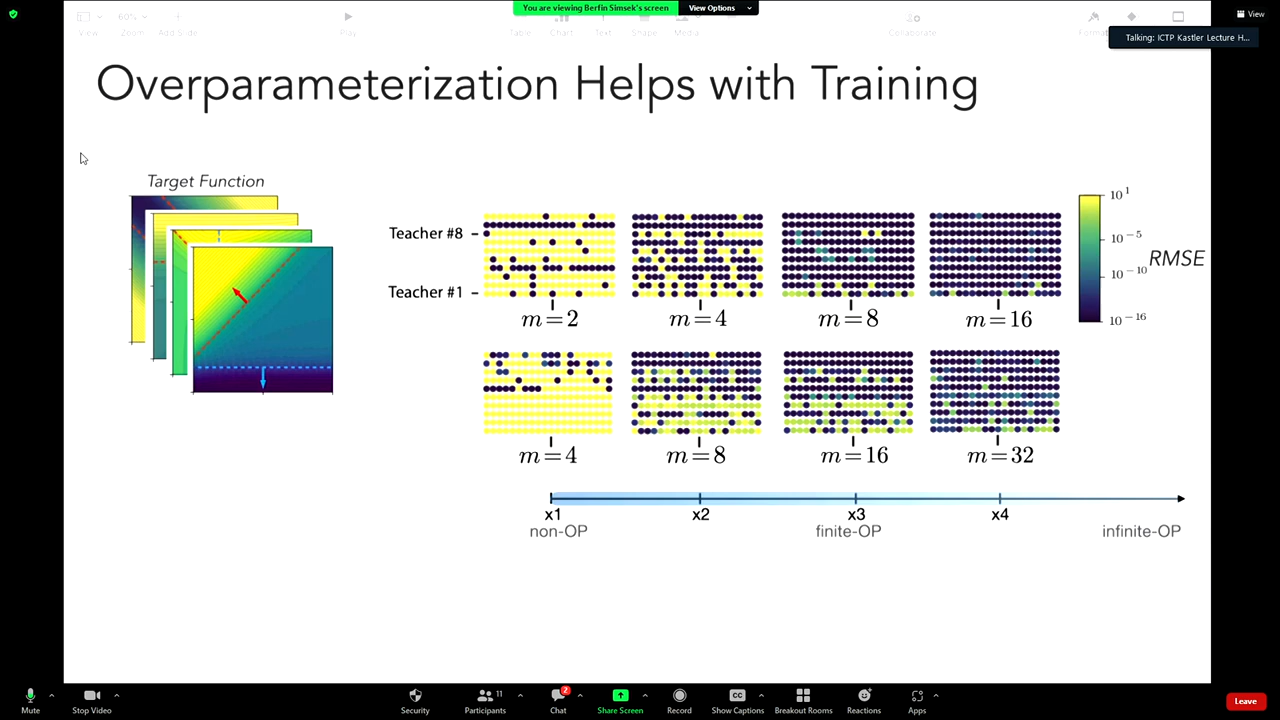 You are viewing Berfin Simsek's screen
View Options
View
Talking: ICTP Kastler Lecture H...
View
60%
Zoom
Add Slide
Play
Table
Chart
Text
Shape
Media
Collaborate
Format
Overparameterization Helps with Training
Target Function
Teacher #8
Teacher #1
m=2
m=4
m=8
m=16
10^1
10^-5
10^-10
10^-16
RMSE
m=4
m=8
m=16
m=32
x1
x2
x3
x4
non-OP
finite-OP
infinite-OP
Mute
Stop Video
Security
11
Participants
2
Chat
Share Screen
Record
CC
Show Captions
Breakout Rooms
Reactions
Apps
Leave